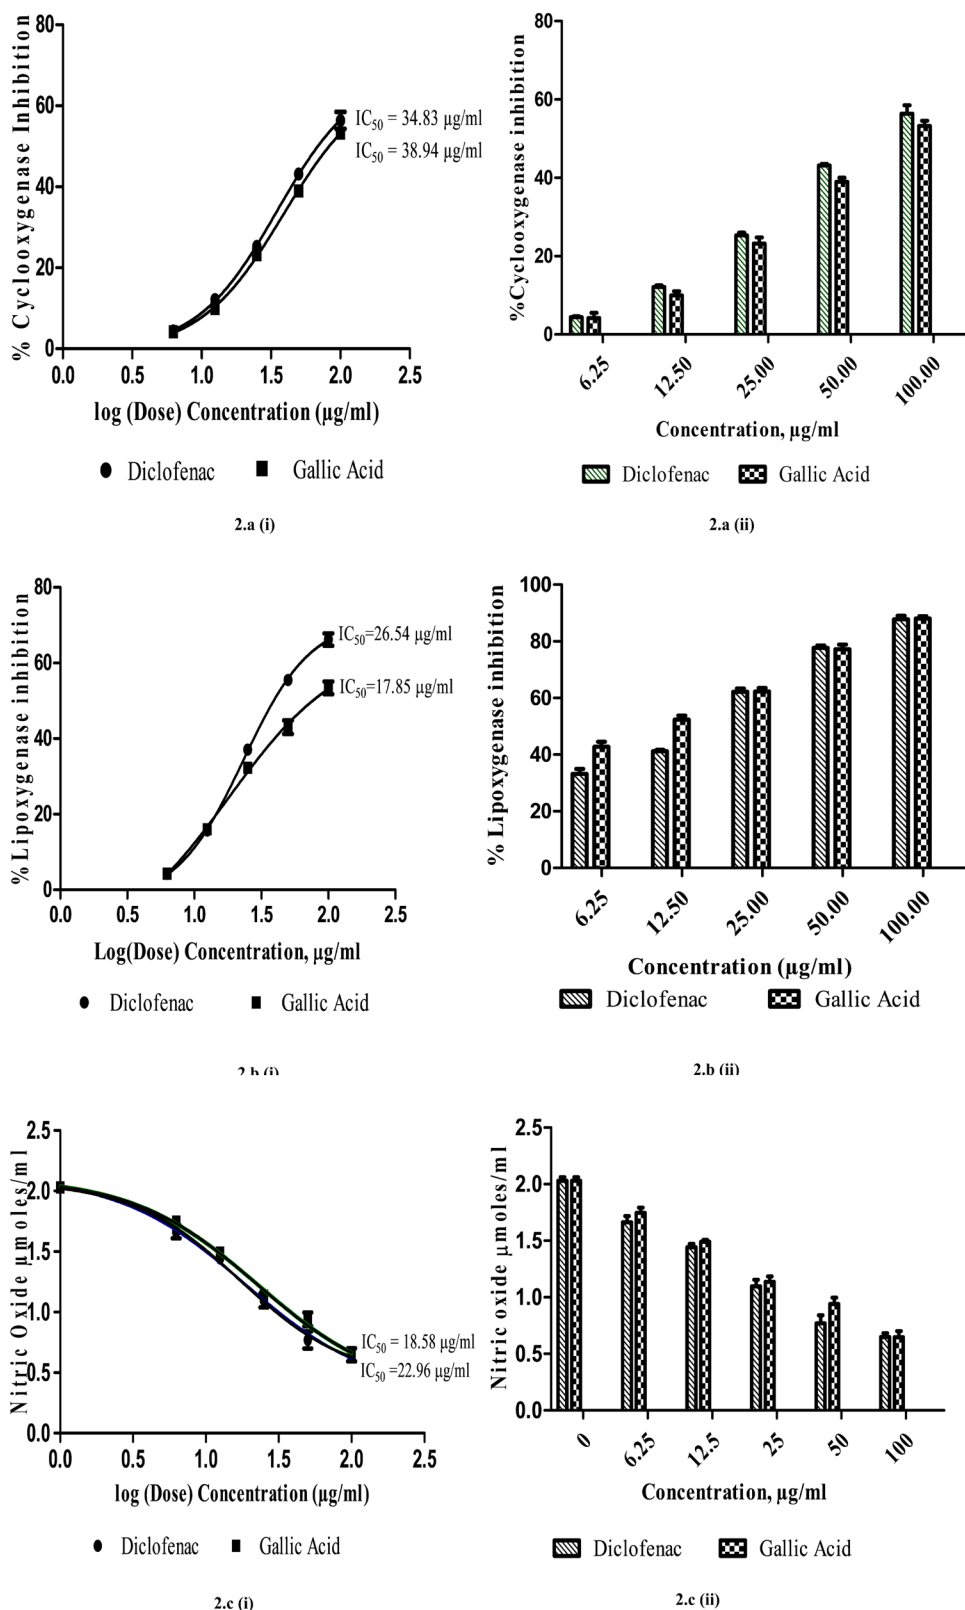 % Cyclooxygenase Inhibition
80
60
40
20
0
0.0 0.5 1.0 1.5 2.0 2.5
IC50 = 34.83 µg/ml
IC50 = 38.94 µg/ml
log (Dose) Concentration (µg/ml)
Diclofenac Gallic Acid
2.a (i)
%Cyclooxygenase inhibition
80
60
40
20
0
6.25 12.50 25.00 50.00 100.00
Concentration, µg/ml
Diclofenac Gallic Acid
2.a (ii)
%Lipoxygenase inhibition
80
60
40
20
0
0.0 0.5 1.0 1.5 2.0 2.5
IC50=26.54 µg/ml
IC50=17.85 µg/ml
Log(Dose) Concentration, µg/ml
Diclofenac Gallic Acid
2.b (i)
% Lipoxygenase inhibition
100
80
60
40
20
0
6.25 12.50 25.00 50.00 100.00
Concentration (µg/ml)
Diclofenac Gallic Acid
2.b (ii)
Nitric Oxide µmoles/ml
2.5
2.0
1.5
1.0
0.5
0.0
0.0 0.5 1.0 1.5 2.0 2.5
IC50 = 18.58 µg/ml
IC50 =22.96 µg/ml
log (Dose) Concentration (µg/ml)
Diclofenac Gallic Acid
2.c (i)
Nitric oxide µmoles/ml
2.5
2.0
1.5
1.0
0.5
0.0
0 6.25 12.5 25 50 100
Concentration, µg/ml
Diclofenac Gallic Acid
2.c (ii)